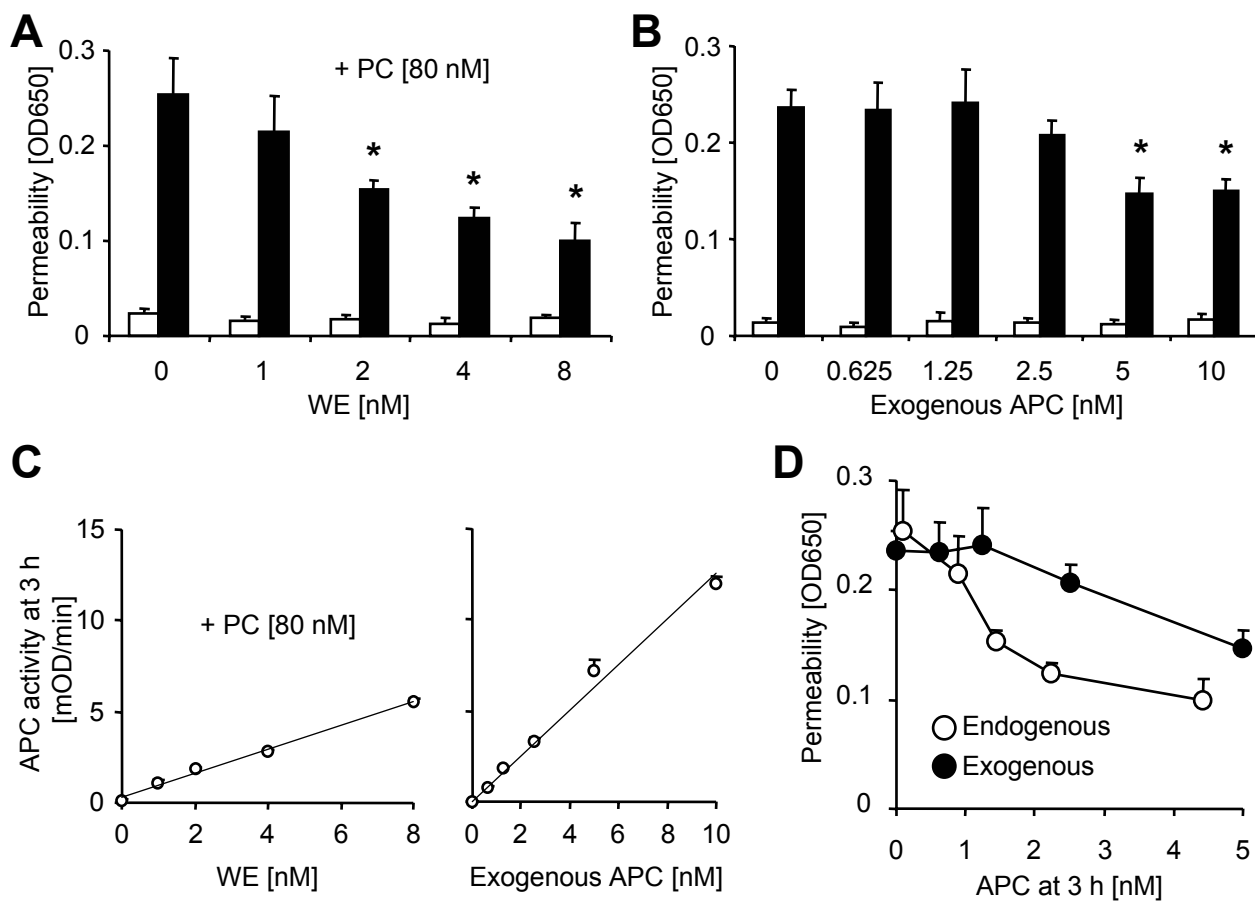 A
Permeability [OD650]
0.3
0.2
0.1
0
+ PC [80 nM]
*
*
*
0 1 2 4 8
WE [nM]
B
Permeability [OD650]
0.3
0.2
0.1
0
*
*
0 0.625 1.25 2.5 5 10
Exogenous APC [nM]
C
APC activity at 3 h
[mOD/min]
15
10
5
0
+ PC [80 nM]
0 2 4 6 8
WE [nM]
0 2 4 6 8 10
Exogenous APC [nM]
D
Permeability [OD650]
0.3
0.2
0.1
Endogenous
Exogenous
0 1 2 3 4 5
APC at 3 h [nM]